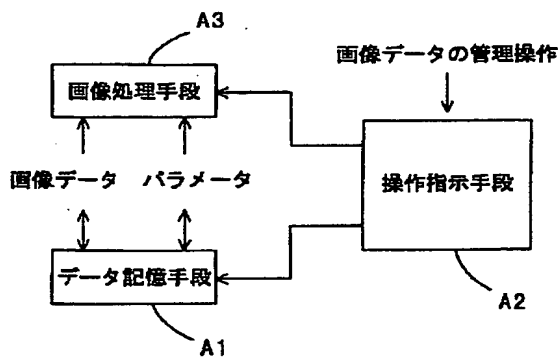 A3
画像データの管理操作
画像処理手段
画像データ パラメータ
操作指示手段
データ記憶手段
A2
A1